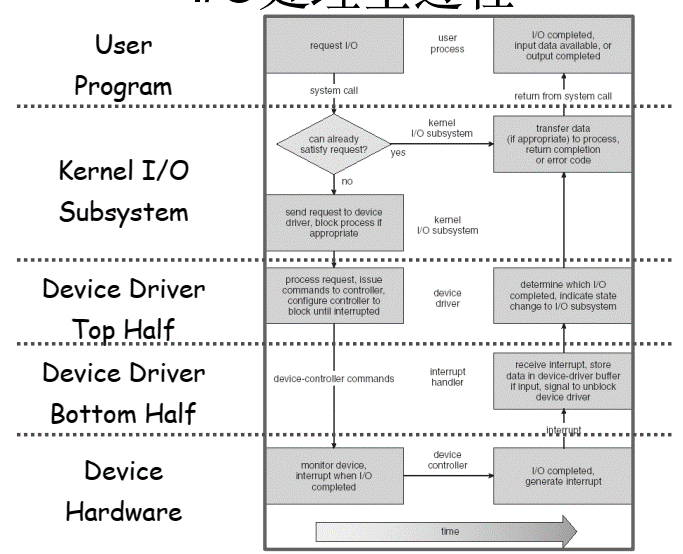 I/O处理全过程
User
Program
request I/O
user
process
I/O completed,
input data available, or
output completed
system call
return from system call
Kernel I/O
Subsystem
can already
satisfy request?
kernel
I/O subsystem
yes
transfer data
(if appropriate) to process,
return completion
or error code
no
send request to device
driver, block process if
appropriate
kernel
I/O subsystem
Device Driver
Top Half
process request, issue
commands to controller,
configure controller to
block until interrupted
device
driver
determine which I/O
completed, indicate state
change to I/O subsystem
Device Driver
Bottom Half
device-controller commands
interrupt
handler
receive interrupt, store
data in device-driver buffer
if input, signal to unblock
device driver
interrupt
Device
Hardware
monitor device,
interrupt when I/O
completed
device
controller
I/O completed,
generate interrupt
time